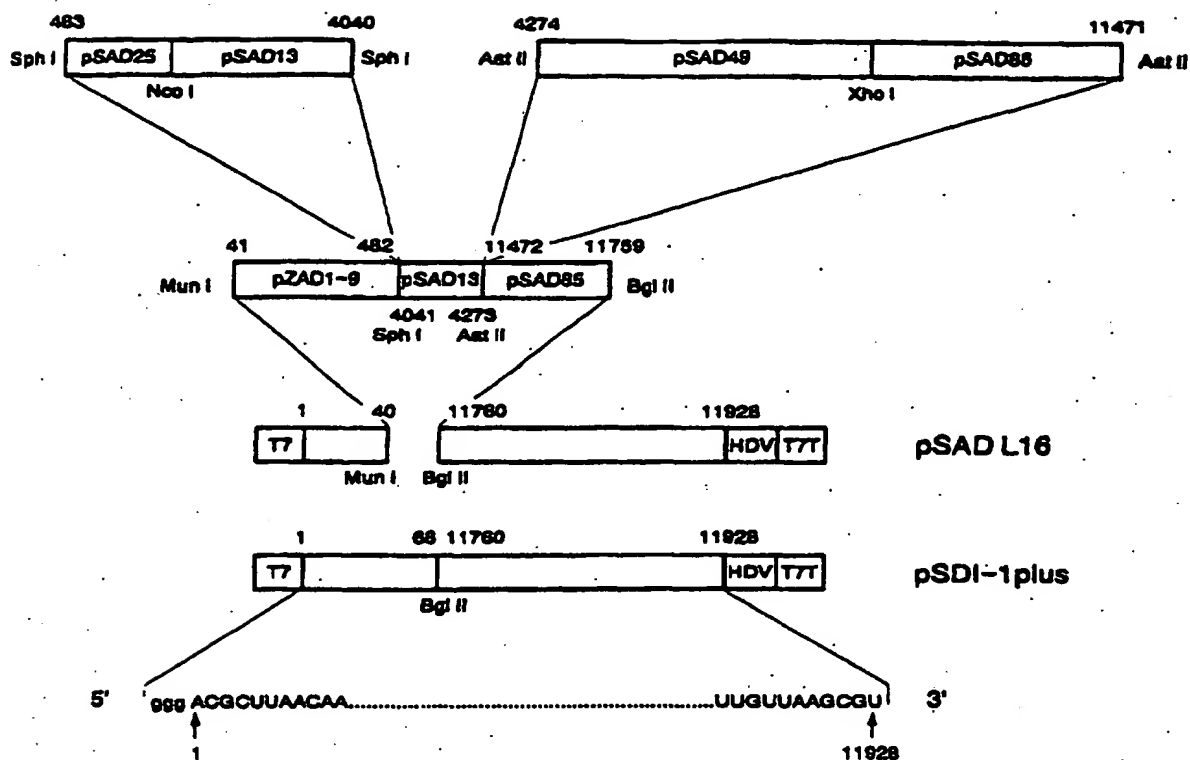 483 4040 4274 11471
Sph I pSAD25 pSAD13 Sph I Aat II pSAD49 pSAD85 Aat II
Nco I Xho I
41 482 11472 11759
Mun I pZAD1-9 pSAD13 pSAD85 Bgl II
4041 4273
Sph I Aat II
1 40 11760 11928
T7 HDV T7T pSAD L16
Mun I Bgl II
1 68 11760 11928
T7 HDV T7T pSDI-1plus
Bgl II
5' gggACGCUUAACAA..........UUGUUAAGCGU 3'
1 11928